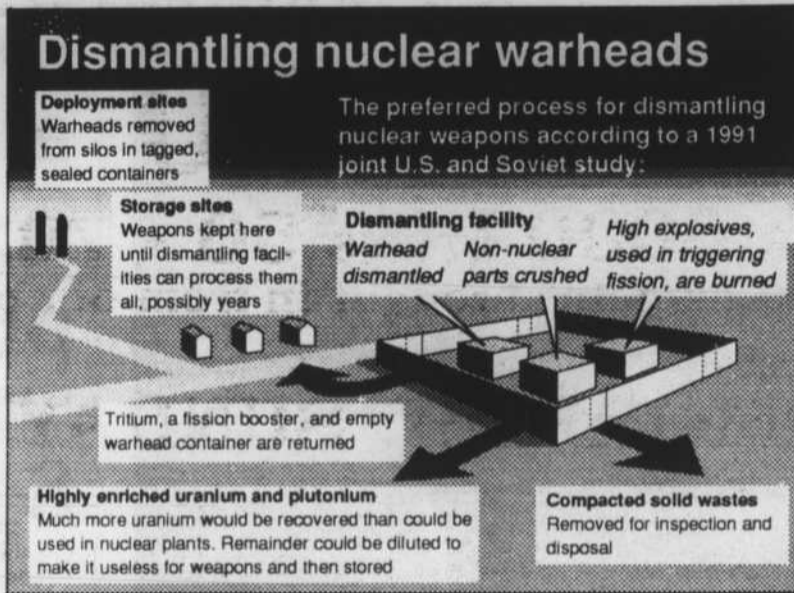 Dismantling nuclear warheads
Deployment sites
Warheads removed
from silos in tagged,
sealed containers
The preferred process for dismantling
nuclear weapons according to a 1991
joint U.S. and Soviet study:
Storage sites
Weapons kept here
until dismantling facil-
ities can process them
all, possibly years
Dismantling facility
Warhead
dismantled
Non-nuclear
parts crushed
High explosives,
used in triggering
fission, are burned
Tritium, a fission booster, and empty
warhead container are returned
Highly enriched uranium and plutonium
Much more uranium would be recovered than could be
used in nuclear plants. Remainder could be diluted to
make it useless for weapons and then stored
Compacted solid wastes
Removed for inspection and
disposal